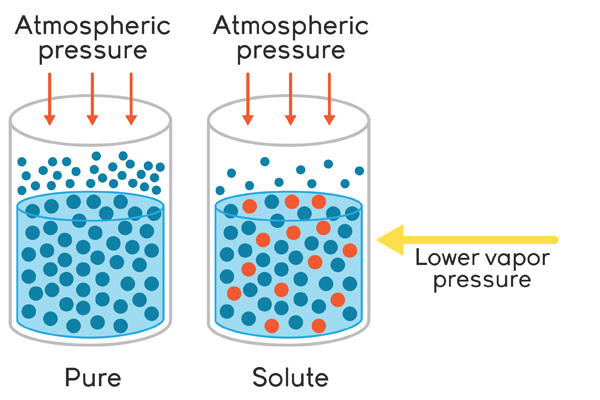 Atmospheric
pressure
Atmospheric
pressure
Lower vapor
pressure
Pure
Solute